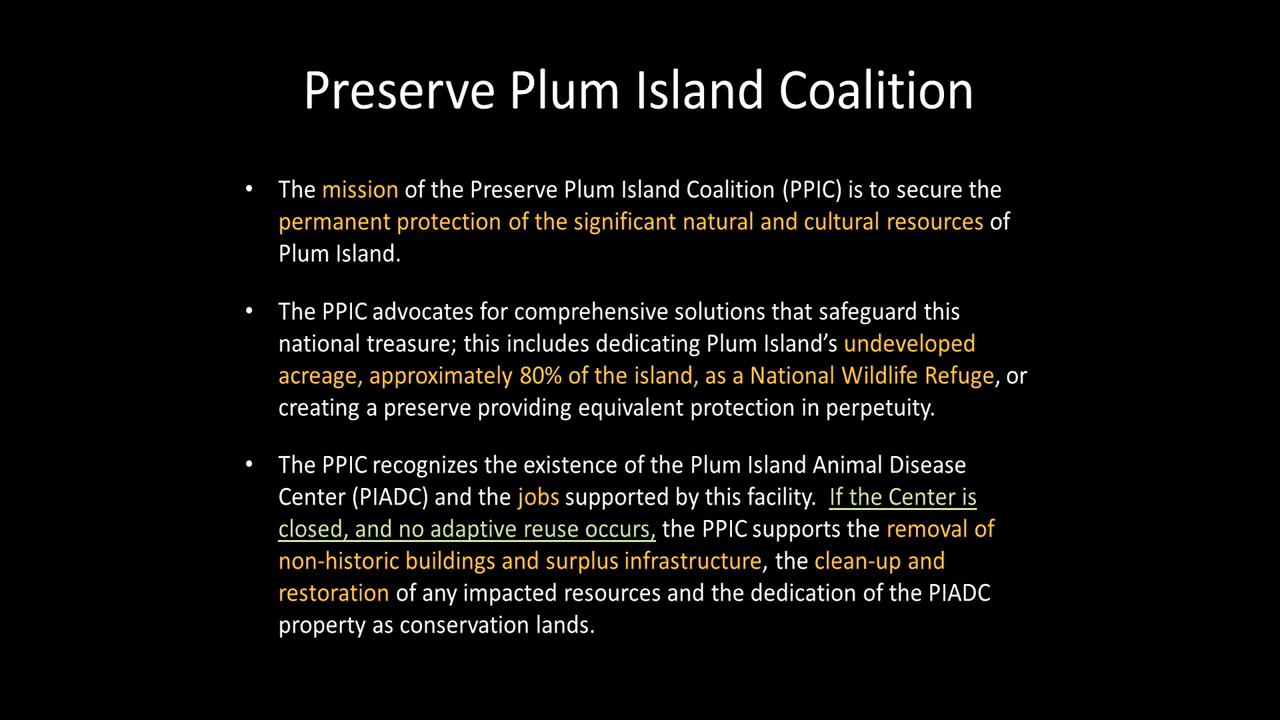 Preserve Plum Island Coalition
• The mission of the Preserve Plum Island Coalition (PPIC) is to secure the
permanent protection of the significant natural and cultural resources of
Plum Island.
• The PPIC advocates for comprehensive solutions that safeguard this
national treasure; this includes dedicating Plum Island’s undeveloped
acreage, approximately 80% of the island, as a National Wildlife Refuge, or
creating a preserve providing equivalent protection in perpetuity.
• The PPIC recognizes the existence of the Plum Island Animal Disease
Center (PIADC) and the jobs supported by this facility.  If the Center is
closed, and no adaptive reuse occurs, the PPIC supports the removal of
non-historic buildings and surplus infrastructure, the clean-up and
restoration of any impacted resources and the dedication of the PIADC
property as conservation lands.